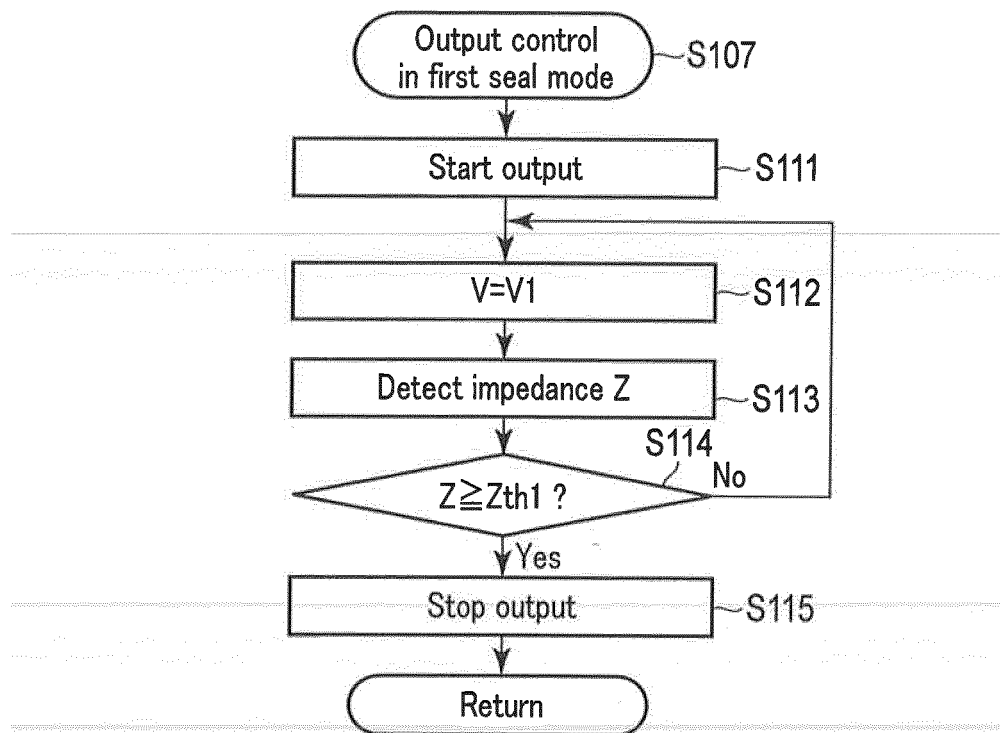 Output control
in first seal mode
S107
Start output
S111
V=V1
S112
Detect impedance Z
S113
S114
Z≧Zth1 ?
No
Yes
Stop output
S115
Return